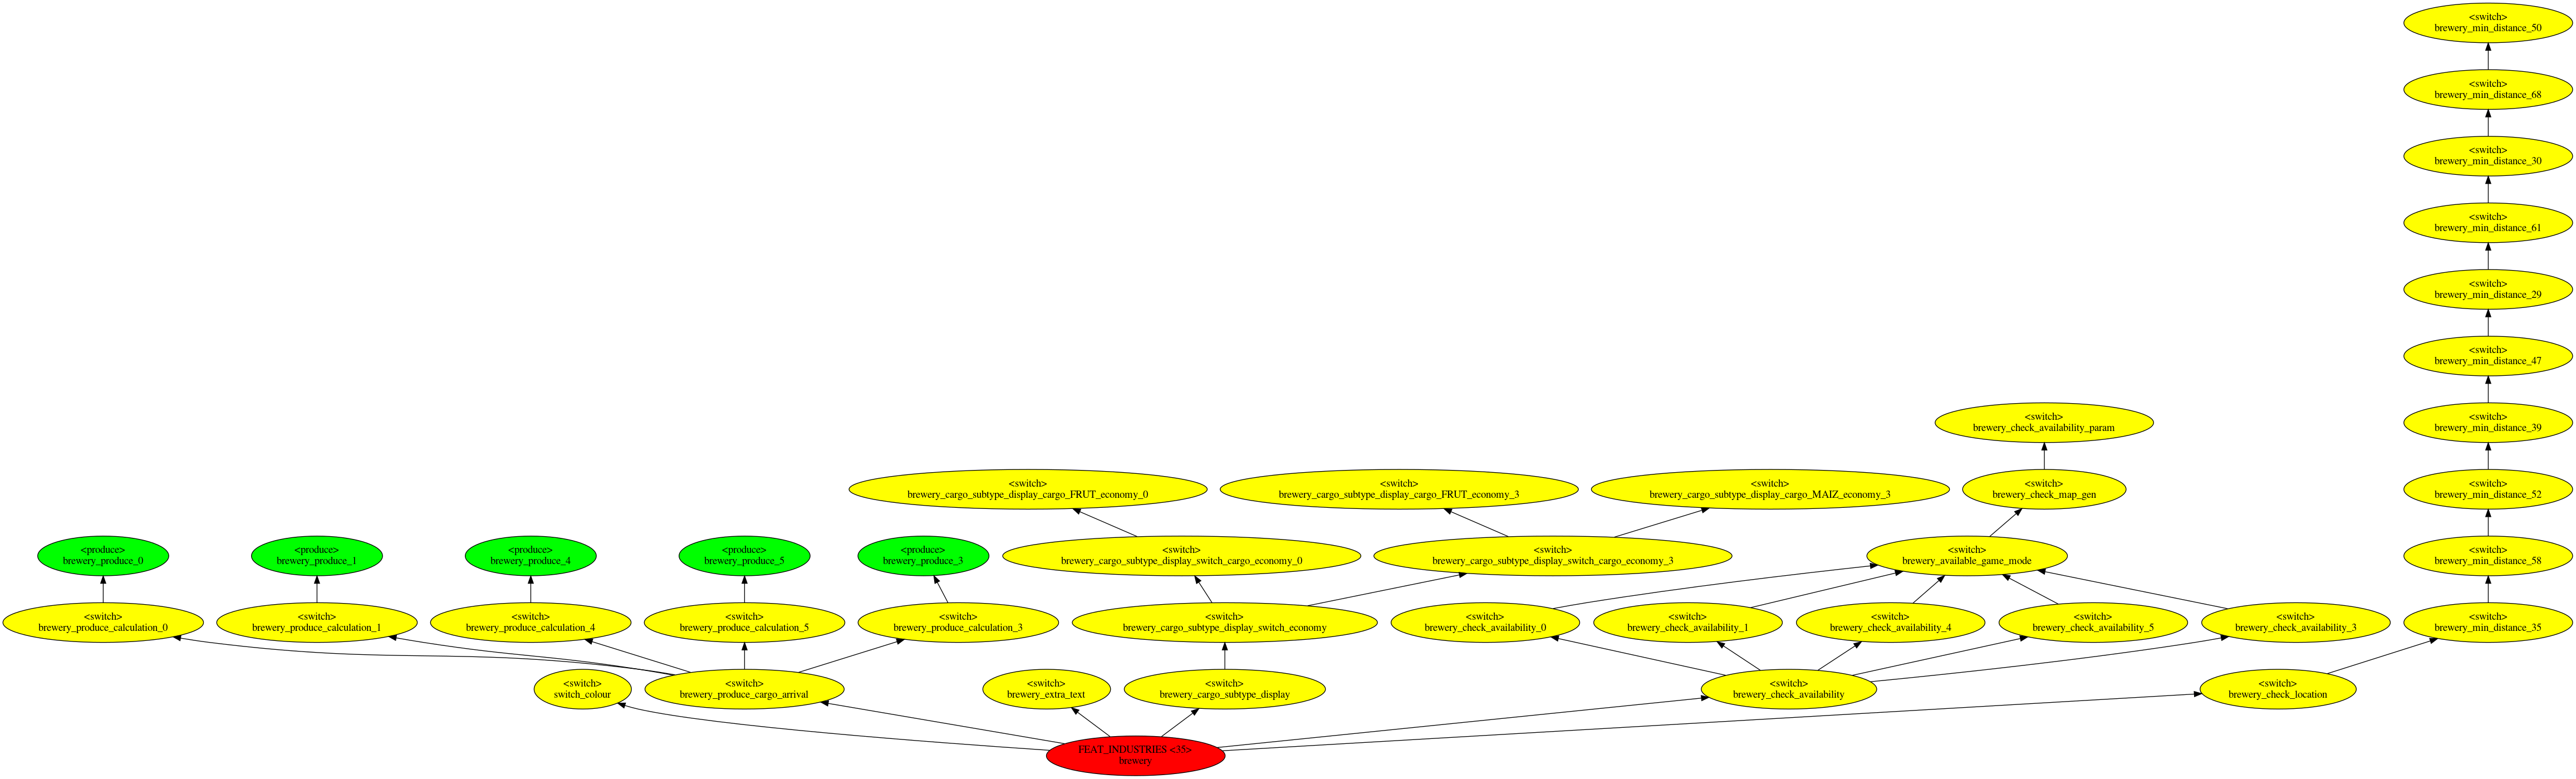 <switch>
brewery_min_distance_50
<switch>
brewery_min_distance_68
<switch>
brewery_min_distance_30
<switch>
brewery_min_distance_61
<switch>
brewery_min_distance_29
<switch>
brewery_min_distance_47
<switch>
brewery_check_availability_param
<switch>
brewery_min_distance_39
<switch>
brewery_cargo_subtype_display_cargo_FRUT_economy_0
<switch>
brewery_cargo_subtype_display_cargo_FRUT_economy_3
<switch>
brewery_cargo_subtype_display_cargo_MAIZ_economy_3
<switch>
brewery_check_map_gen
<switch>
brewery_min_distance_52
<produce>
brewery_produce_0
<produce>
brewery_produce_1
<produce>
brewery_produce_4
<produce>
brewery_produce_5
<produce>
brewery_produce_3
<switch>
brewery_cargo_subtype_display_switch_cargo_economy_0
<switch>
brewery_cargo_subtype_display_switch_cargo_economy_3
<switch>
brewery_available_game_mode
<switch>
brewery_min_distance_58
<switch>
brewery_produce_calculation_0
<switch>
brewery_produce_calculation_1
<switch>
brewery_produce_calculation_4
<switch>
brewery_produce_calculation_5
<switch>
brewery_produce_calculation_3
<switch>
brewery_cargo_subtype_display_switch_economy
<switch>
brewery_check_availability_0
<switch>
brewery_check_availability_1
<switch>
brewery_check_availability_4
<switch>
brewery_check_availability_5
<switch>
brewery_check_availability_3
<switch>
brewery_min_distance_35
<switch>
switch_colour
<switch>
brewery_produce_cargo_arrival
<switch>
brewery_extra_text
<switch>
brewery_cargo_subtype_display
<switch>
brewery_check_availability
<switch>
brewery_check_location
FEAT_INDUSTRIES <35>
brewery